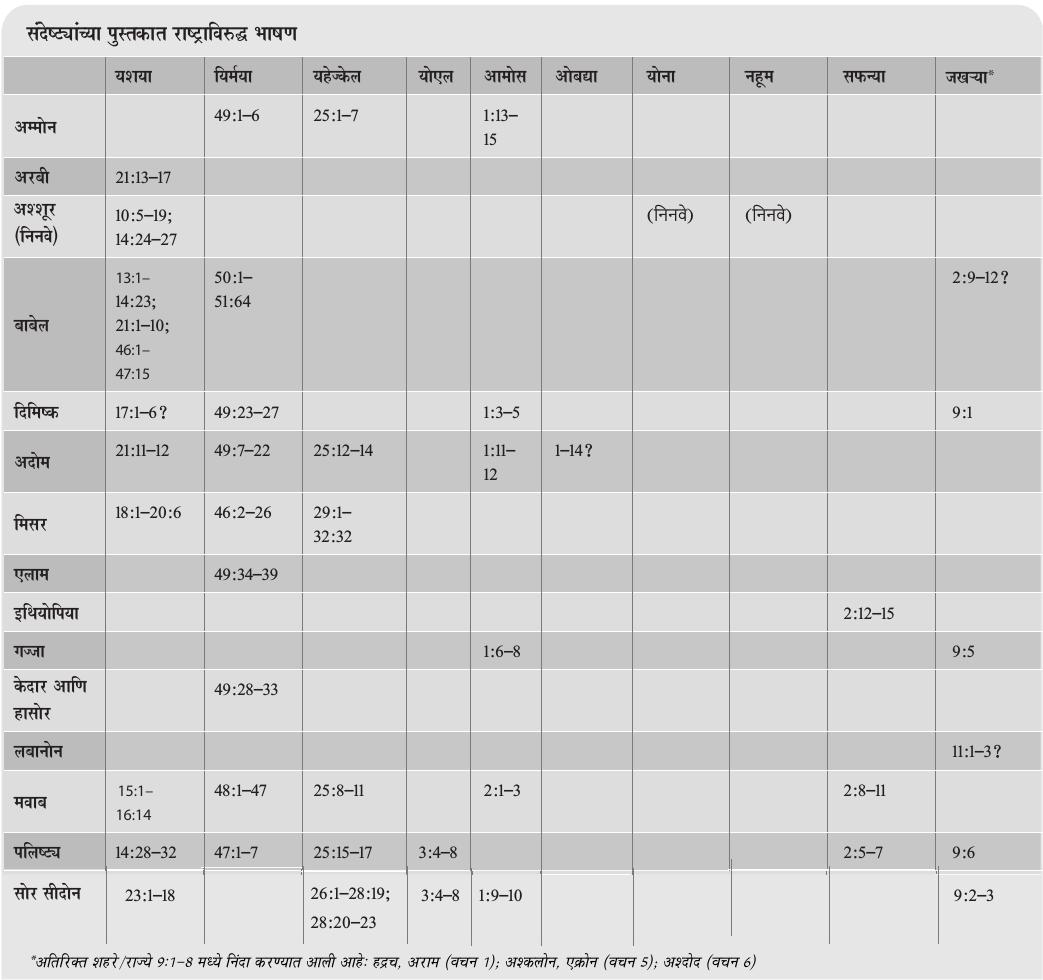 संदेष्ट्यांच्या पुस्तकात राष्ट्राविरुद्ध भाषण
यशया यिर्मया यहेज्केल योएल आमोस ओबद्या योना नहूम सफन्या जखऱ्या*
अम्मोन 49:1–6 25:1–7 1:13–
15
अरबी 21:13–17
अश्शूर 10:5–19; (निनवे) (निनवे)
(निनवे) 14:24–27
13:1– 50:1– 2:9–12?
14:23; 51:64
बाबेल 21:1–10;
46:1–
47:15
दिमिष्क 17:1–6? 49:23–27 1:3–5 9:1
अदोम 21:11–12 49:7–22 25:12–14 1:11– 1–14?
12
मिसर 18:1–20:6 46:2–26 29:1–
32:32
एलाम 49:34–39
इथियोपिया 2:12–15
गज्जा 1:6–8 9:5
केदार आणि 49:28–33
हासोर
लबानोन 11:1–3?
मवाब 15:1– 48:1–47 25:8–11 2:1–3 2:8–11
16:14
पलिष्ट्य 14:28–32 47:1–7 25:15–17 3:4–8 2:5–7 9:6
सोर सीदोन 23:1–18 26:1–28:19; 3:4–8 1:9–10 9:2–3
28:20–23
*अतिरिक्त शहरे/राज्ये 9:1–8 मध्ये निंदा करण्यात आली आहेः हद्रच, अराम (वचन 1); अश्कलोन, एक्रोन (वचन 5); अश्दोद (वचन 6)